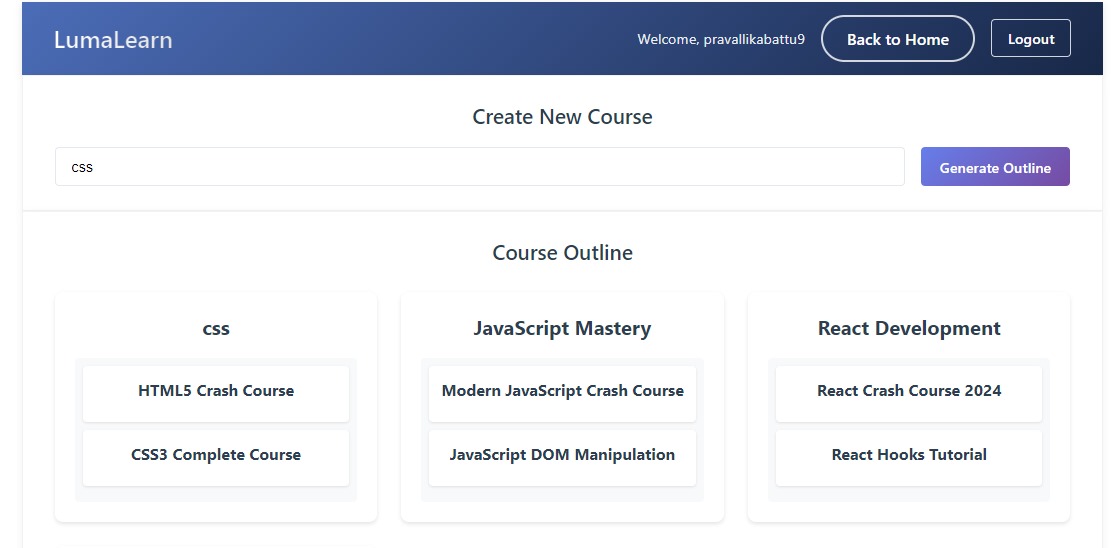 LumaLearn
Welcome, pravallikabattu9
Back to Home
Logout
Create New Course
css
Generate Outline
Course Outline
css
HTML5 Crash Course
CSS3 Complete Course
JavaScript Mastery
Modern JavaScript Crash Course
JavaScript DOM Manipulation
React Development
React Crash Course 2024
React Hooks Tutorial